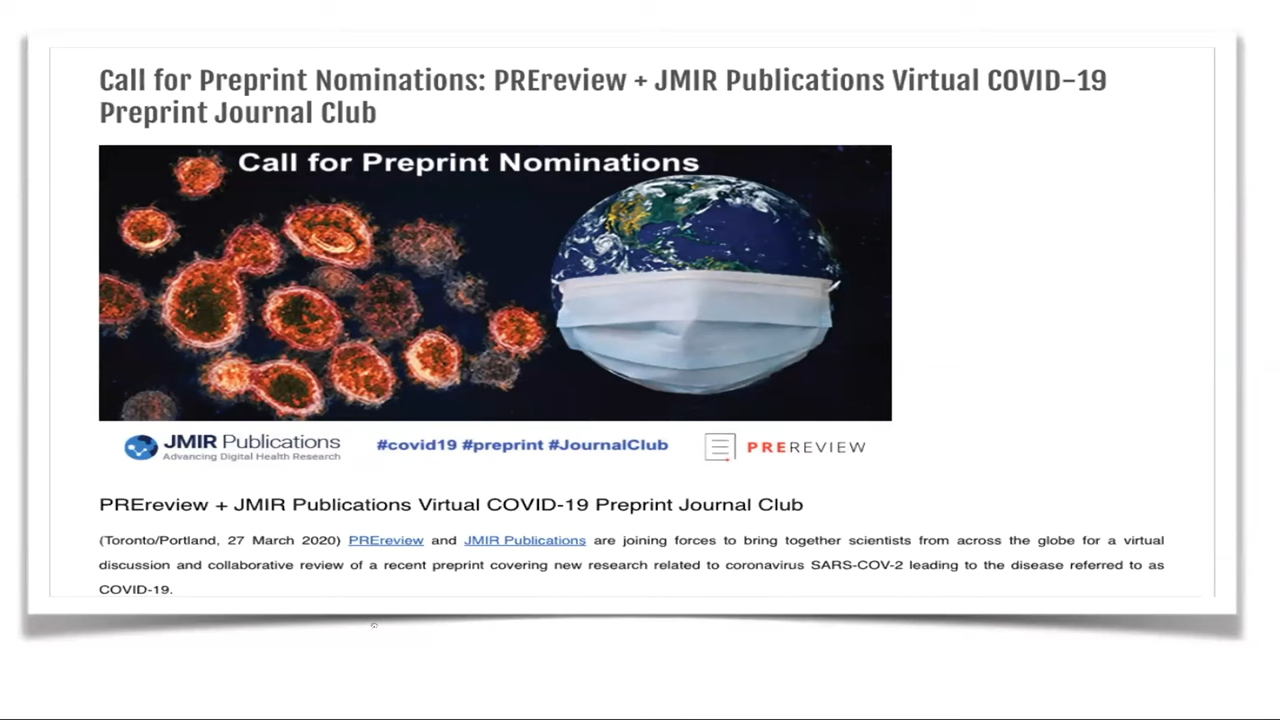 Call for Preprint Nominations: PREreview + JMIR Publications Virtual COVID-19
Preprint Journal Club
Call for Preprint Nominations
JMIR Publications
Advancing Digital Health Research
#covid19 #preprint #JournalClub
PREREVIEW
PREreview + JMIR Publications Virtual COVID-19 Preprint Journal Club
(Toronto/Portland, 27 March 2020) PREreview and JMIR Publications are joining forces to bring together scientists from across the globe for a virtual
discussion and collaborative review of a recent preprint covering new research related to coronavirus SARS-COV-2 leading to the disease referred to as
COVID-19.